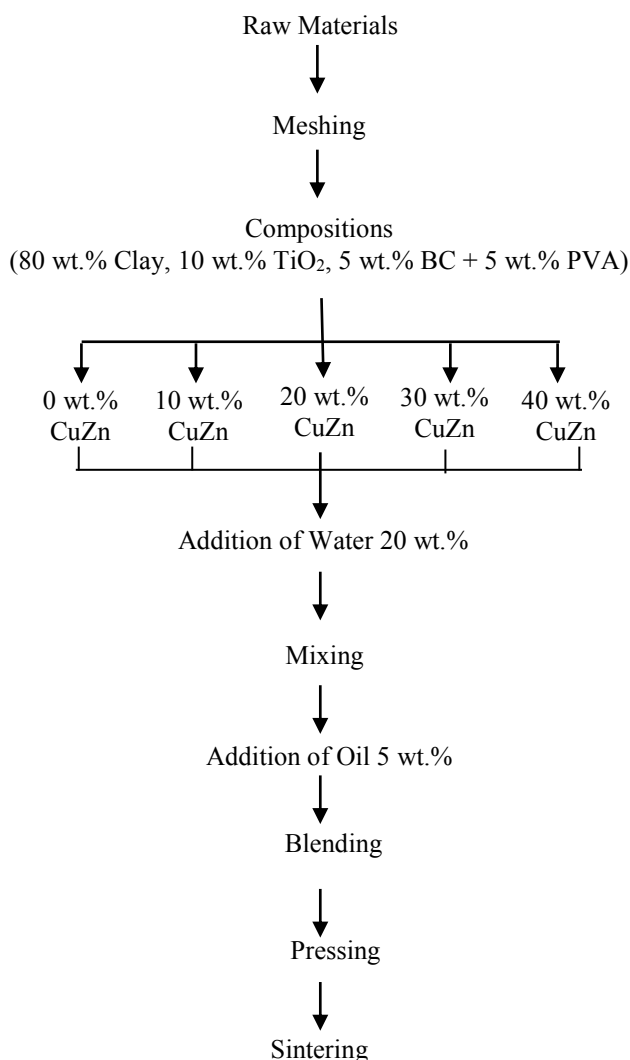 Raw Materials
Meshing
Compositions
(80 wt.% Clay, 10 wt.% TiO₂, 5 wt.% BC + 5 wt.% PVA)
0 wt.% CuZn
10 wt.% CuZn
20 wt.% CuZn
30 wt.% CuZn
40 wt.% CuZn
Addition of Water 20 wt.%
Mixing
Addition of Oil 5 wt.%
Blending
Pressing
Sintering